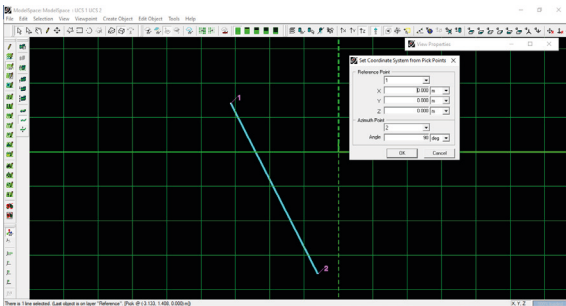 ModelSpace: ModelSpace - UCS 1 UCS 2
File Edit Selection View Viewpoint Create Object Edit Object Tools Help
View Properties
Set Coordinate System from Pick Points
Reference Point
1
X 0.000 m
Y 0.000 m
Z 0.000 m
Azimuth Point
2
Angle 90 deg
OK Cancel
1
2
There is 1 line selected. (Last object is on layer "Reference". [Pick @ (-3.133, 1.408, 0.000) m])
X, Y, Z